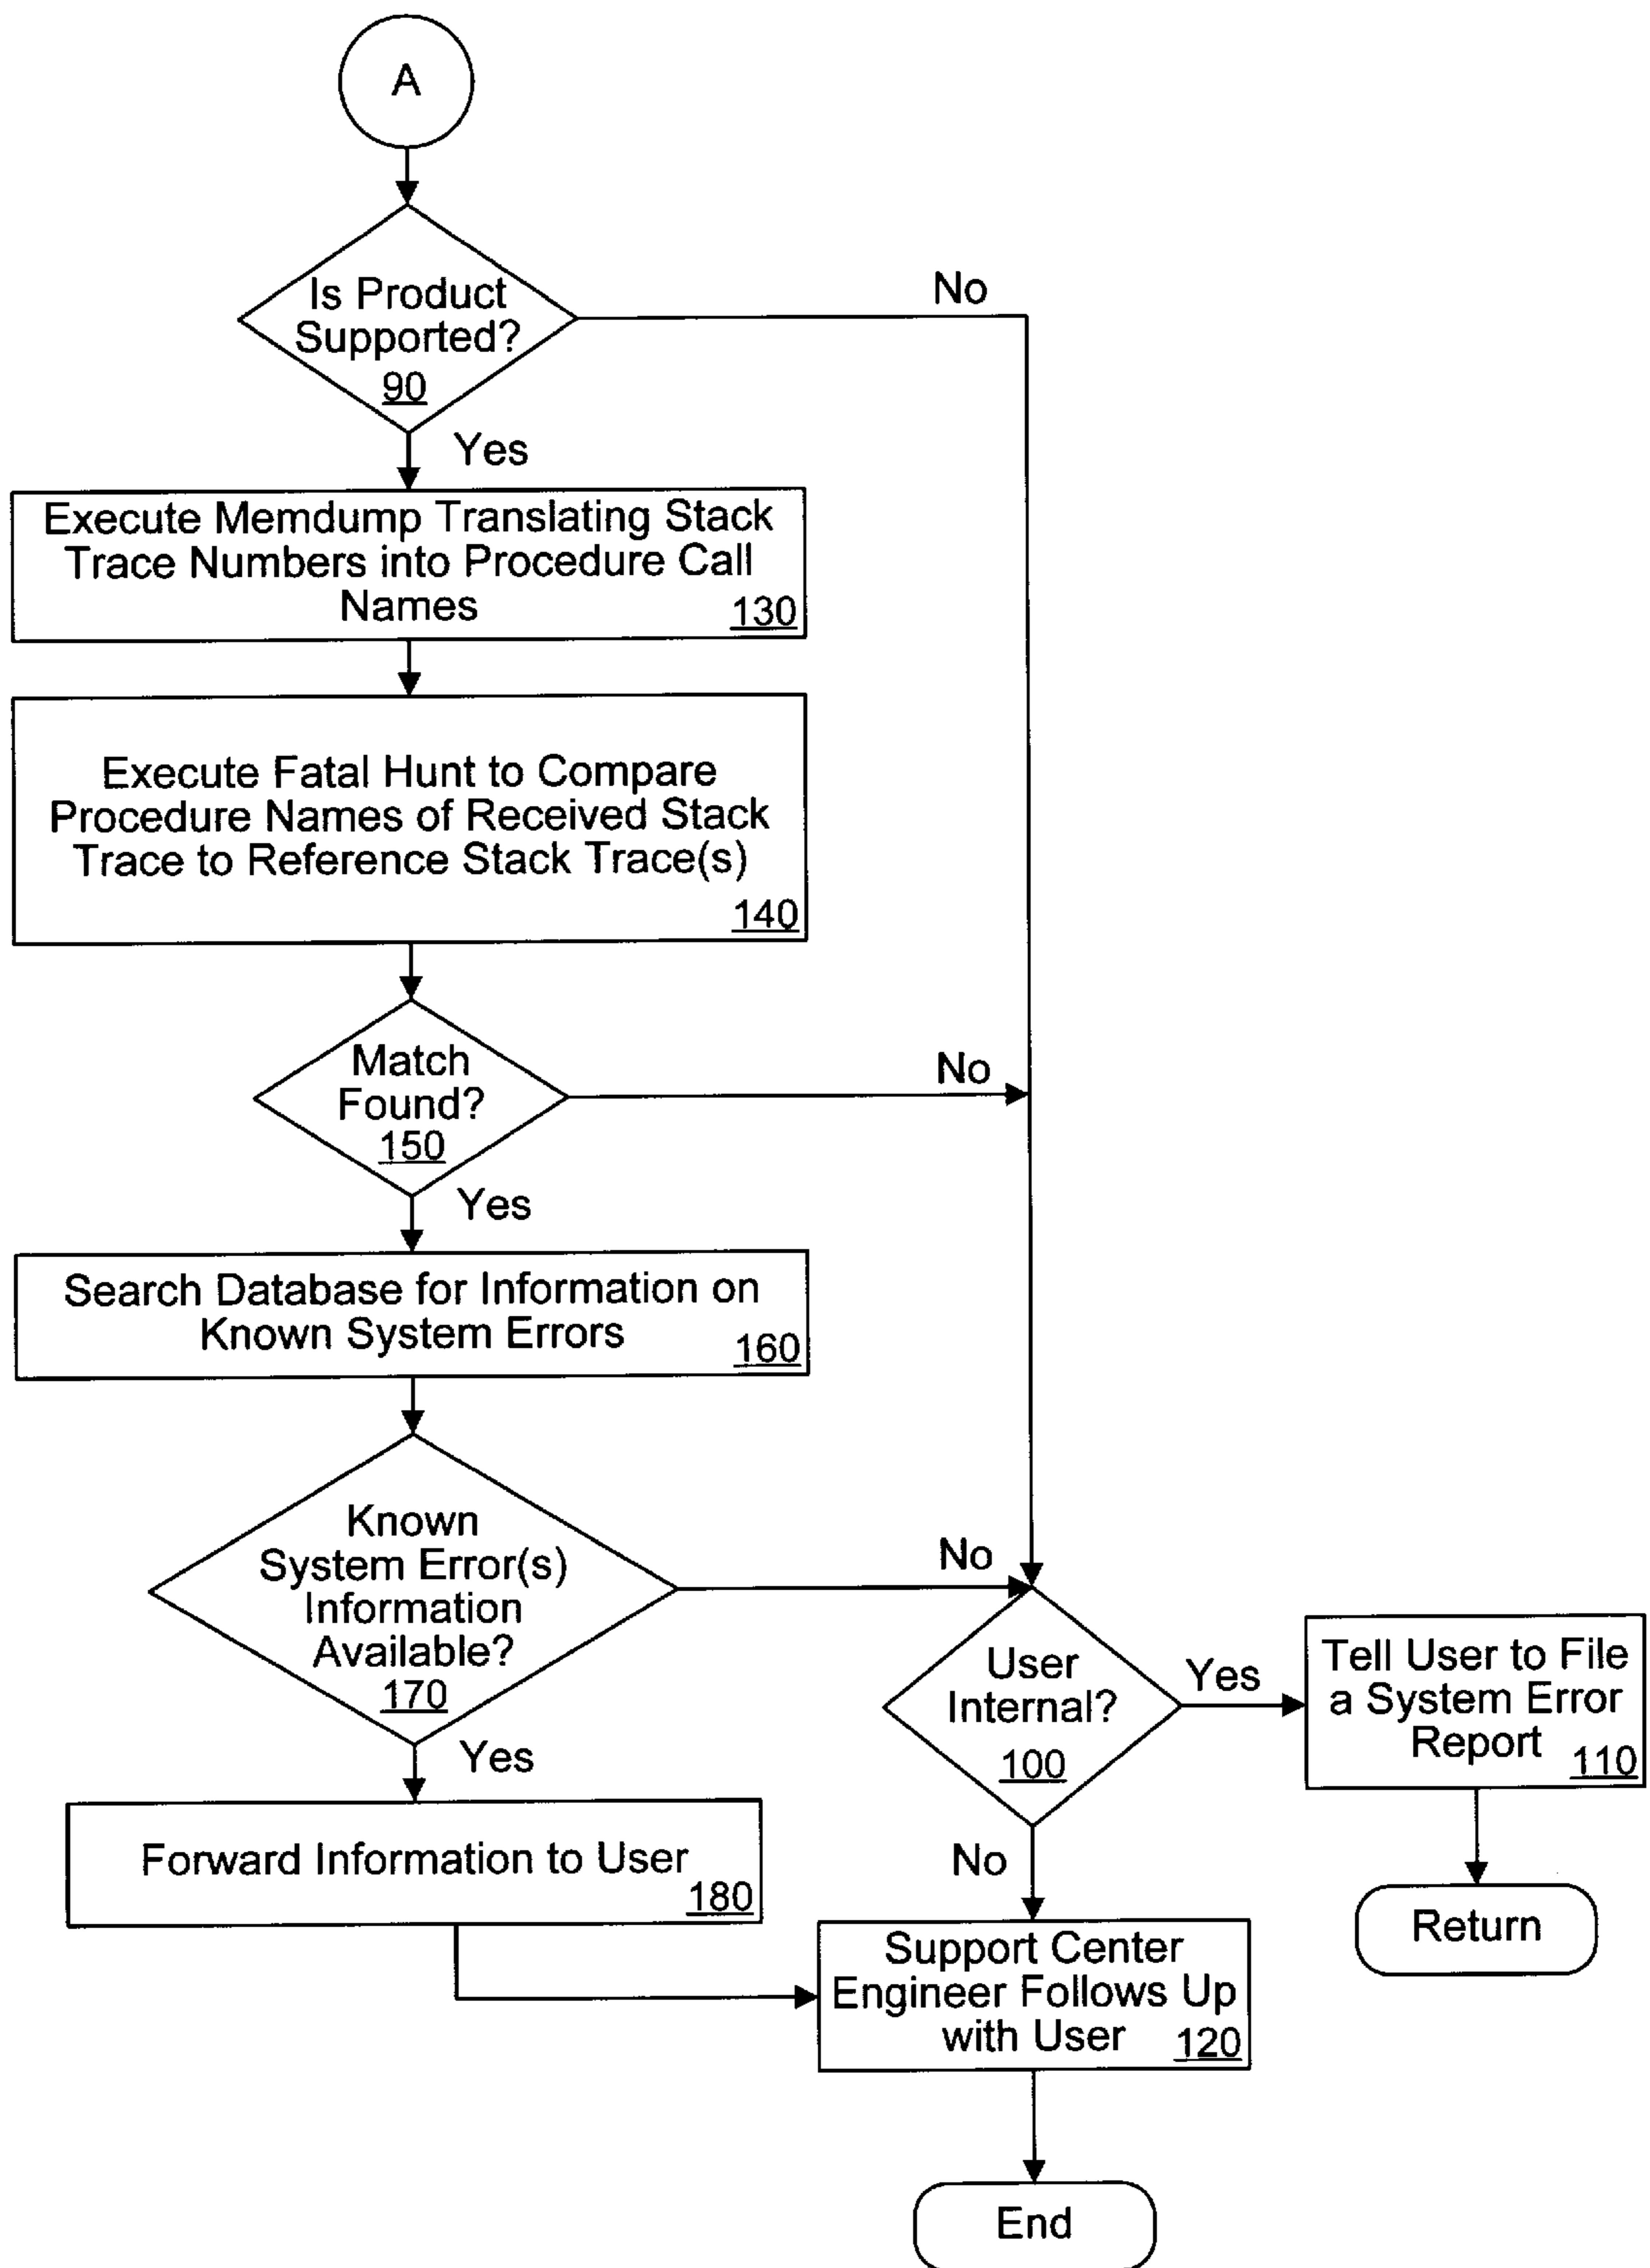 A
Is Product
Supported?
90
No
Yes
Execute Memdump Translating Stack
Trace Numbers into Procedure Call
Names
130
Execute Fatal Hunt to Compare
Procedure Names of Received Stack
Trace to Reference Stack Trace(s)
140
Match
Found?
150
No
Yes
Search Database for Information on
Known System Errors
160
Known
System Error(s)
Information
Available?
170
No
Yes
User
Internal?
100
Yes
Tell User to File
a System Error
Report
110
No
Forward Information to User
180
Return
Support Center
Engineer Follows Up
with User
120
End